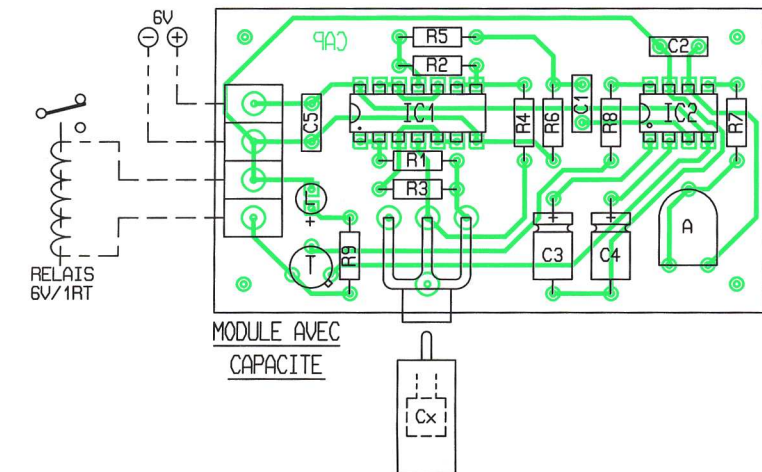 6V
- +
CAP
R5
C2
R2
C5
IC1
R4
R6
C1
R8
IC2
R7
R1
R3
L
+
R9
T
+
C3
+
C4
A
RELAIS
6V/1RT
MODULE AVEC
CAPACITE
Cx